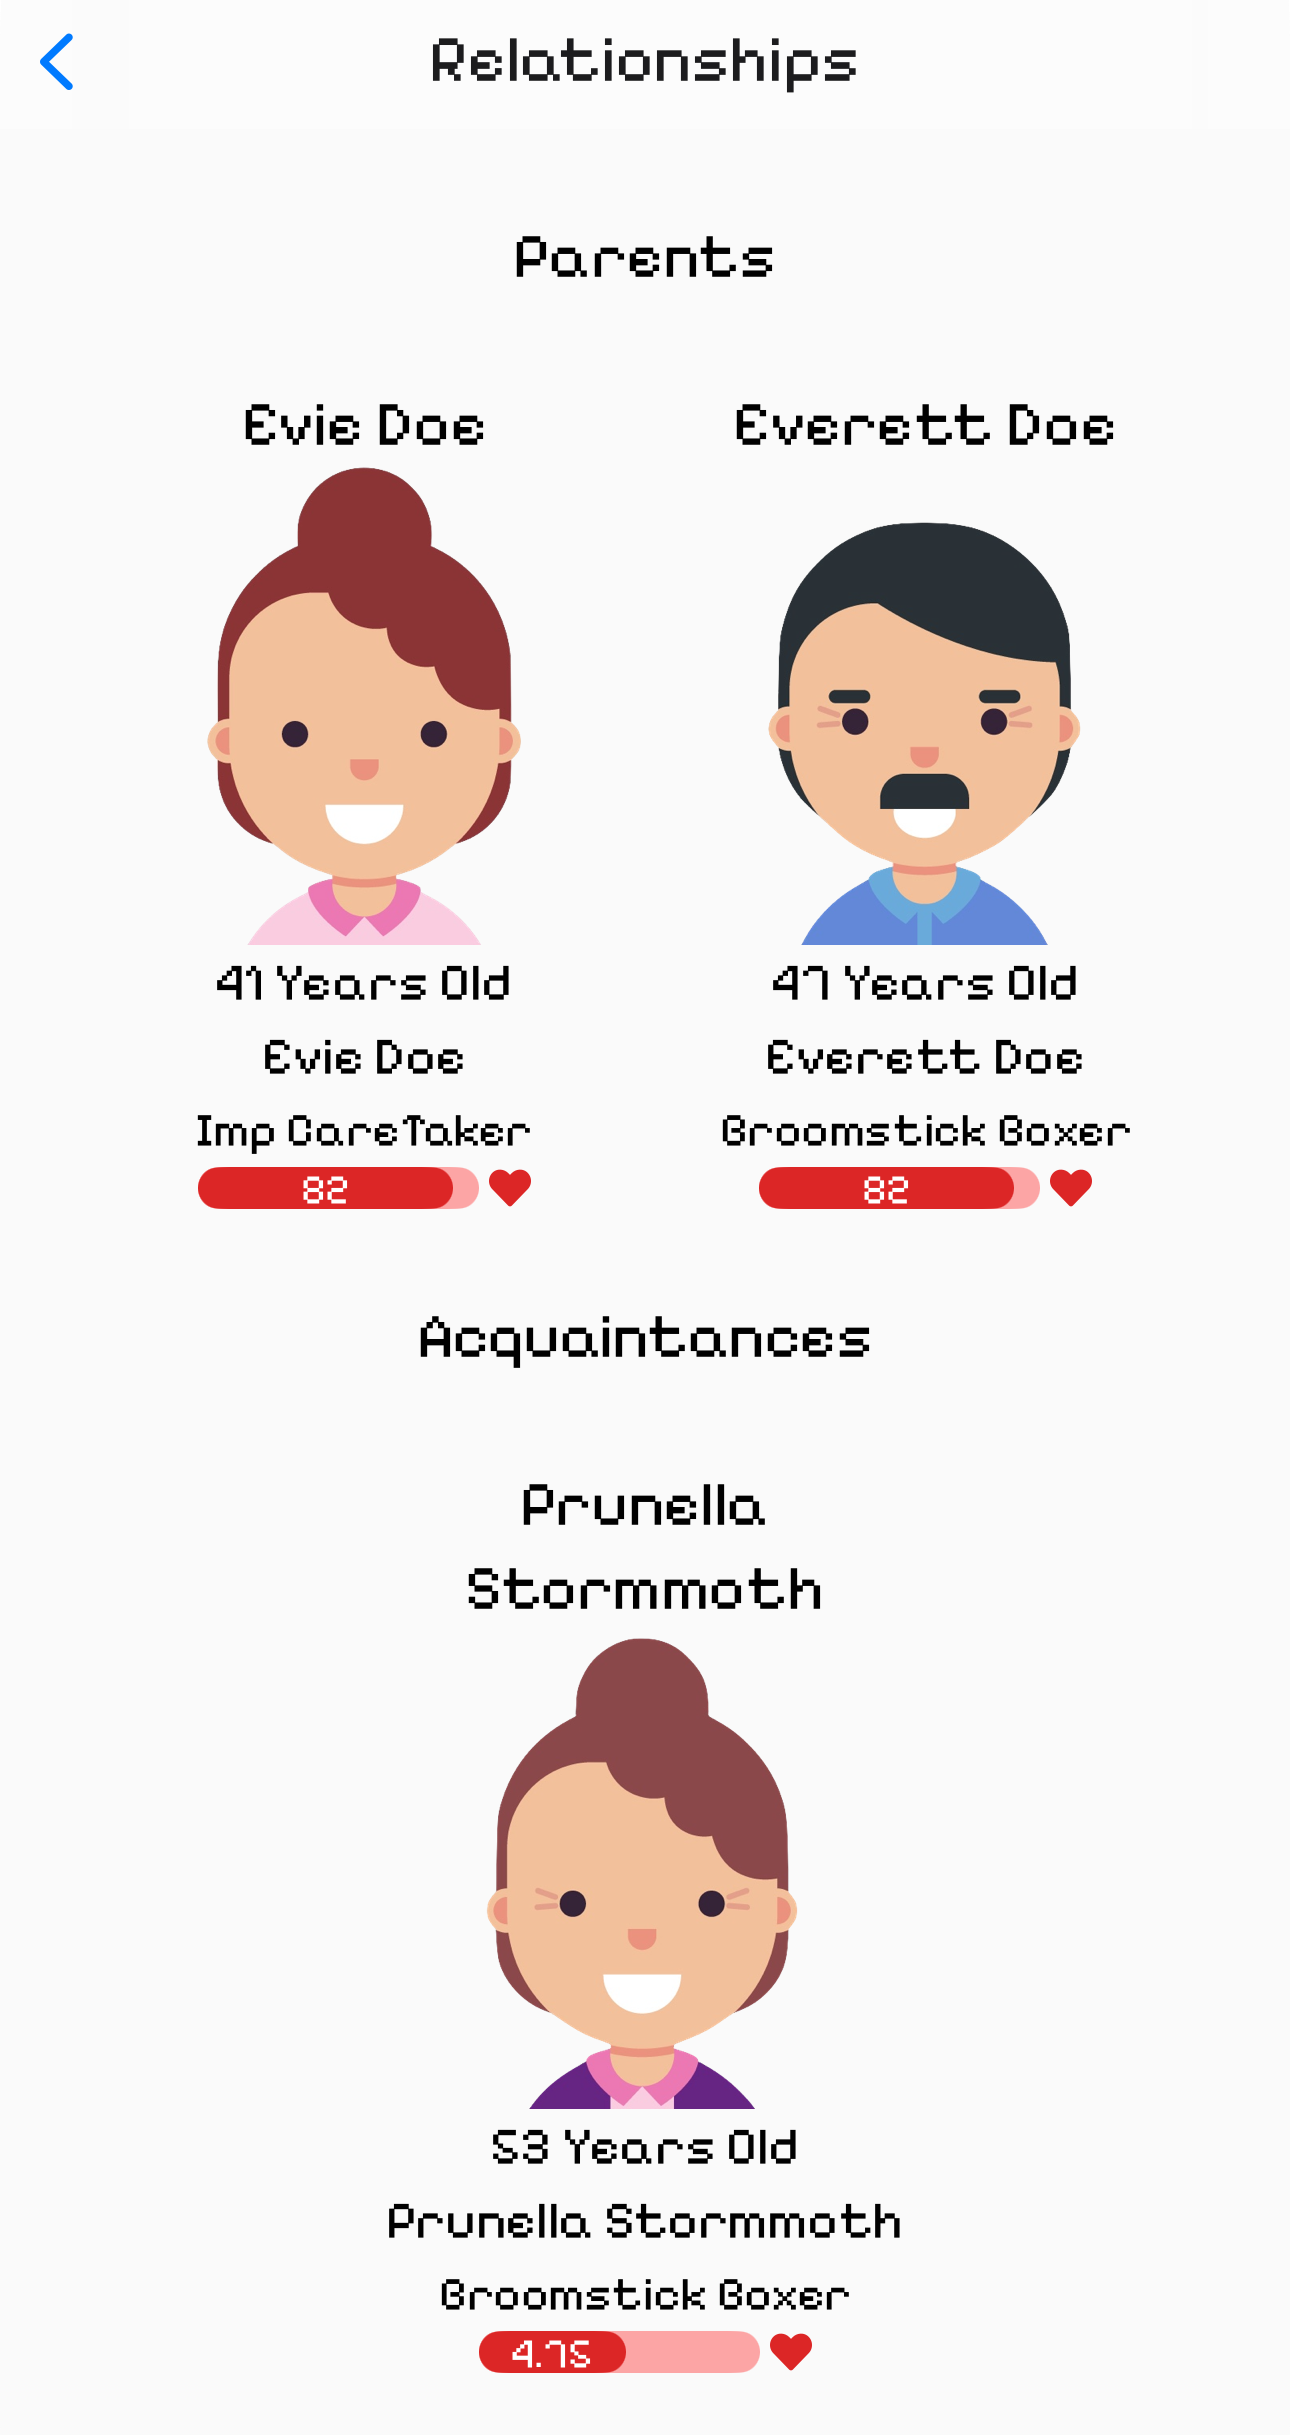 Relationships
Parents
Evie Doe
Everett Doe
41 Years Old
47 Years Old
Evie Doe
Everett Doe
Imp CareTaker
Broomstick Boxer
82
82
Acquaintances
Prunella
Stormmoth
53 Years Old
Prunella Stormmoth
Broomstick Boxer
4.75